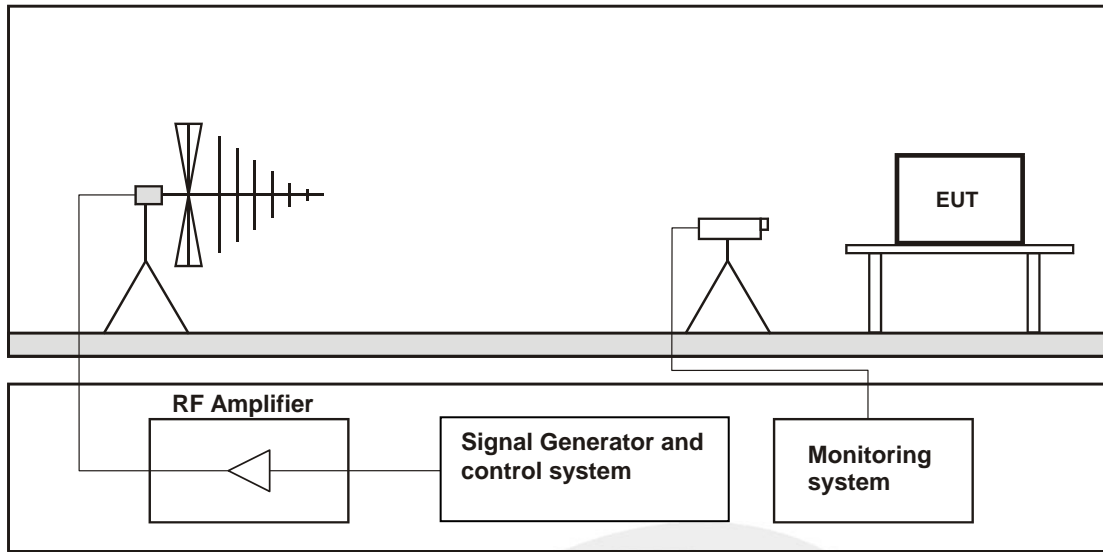 EUT
RF Amplifier
Signal Generator and
control system
Monitoring
system